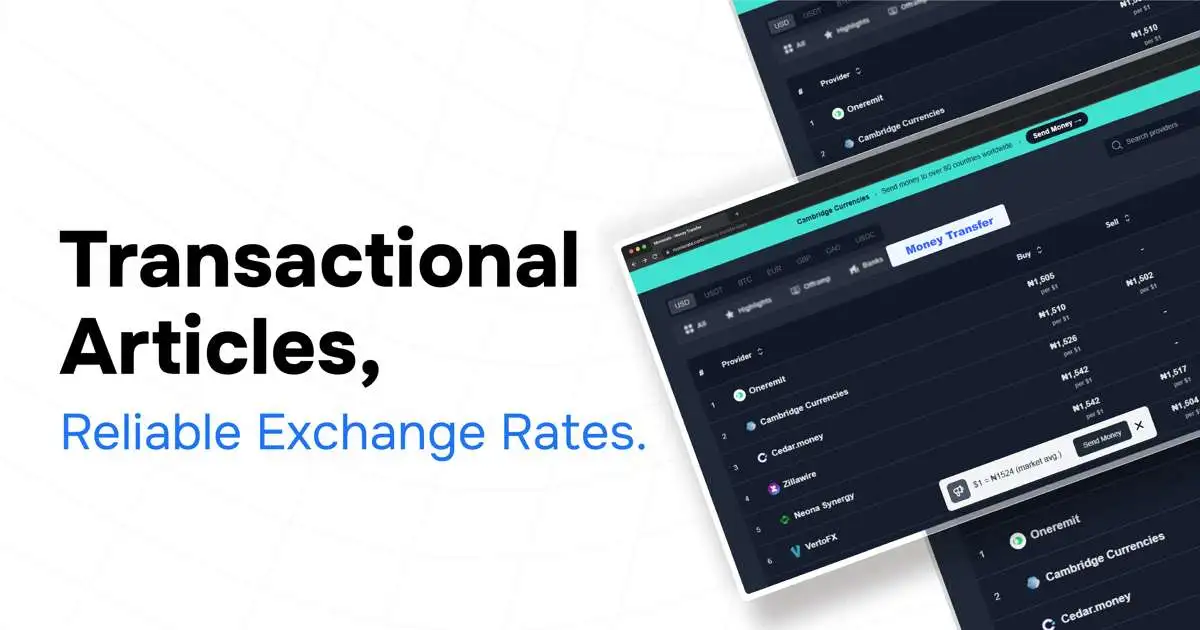 Transactional
Articles,
Reliable Exchange Rates.
USD USDT
All Highlights Offramp
# Provider
₦1,510
per $1
1 Oneremit
2 Cambridge Currencies
Cambridge Currencies - Send money to over 80 countries worldwide - Send Money →
Search providers
USD USDT BTC EUR GBP CAD USDC
All Highlights Offramp Banks Money Transfer
# Provider Buy Sell
1 Oneremit ₦1,505 -
per $1
2 Cambridge Currencies ₦1,510 ₦1,502
per $1 per $1
3 Cedar.money ₦1,526 -
per $1
4 Zillawire ₦1,542 -
per $1
5 Neona Synergy ₦1,542 ₦1,517
per $1 per $1
6 VertoFX ₦1,504
$1 = ₦1524 (market avg.) Send Money
1 Oneremit
2 Cambridge Currencies
3 Cedar.money